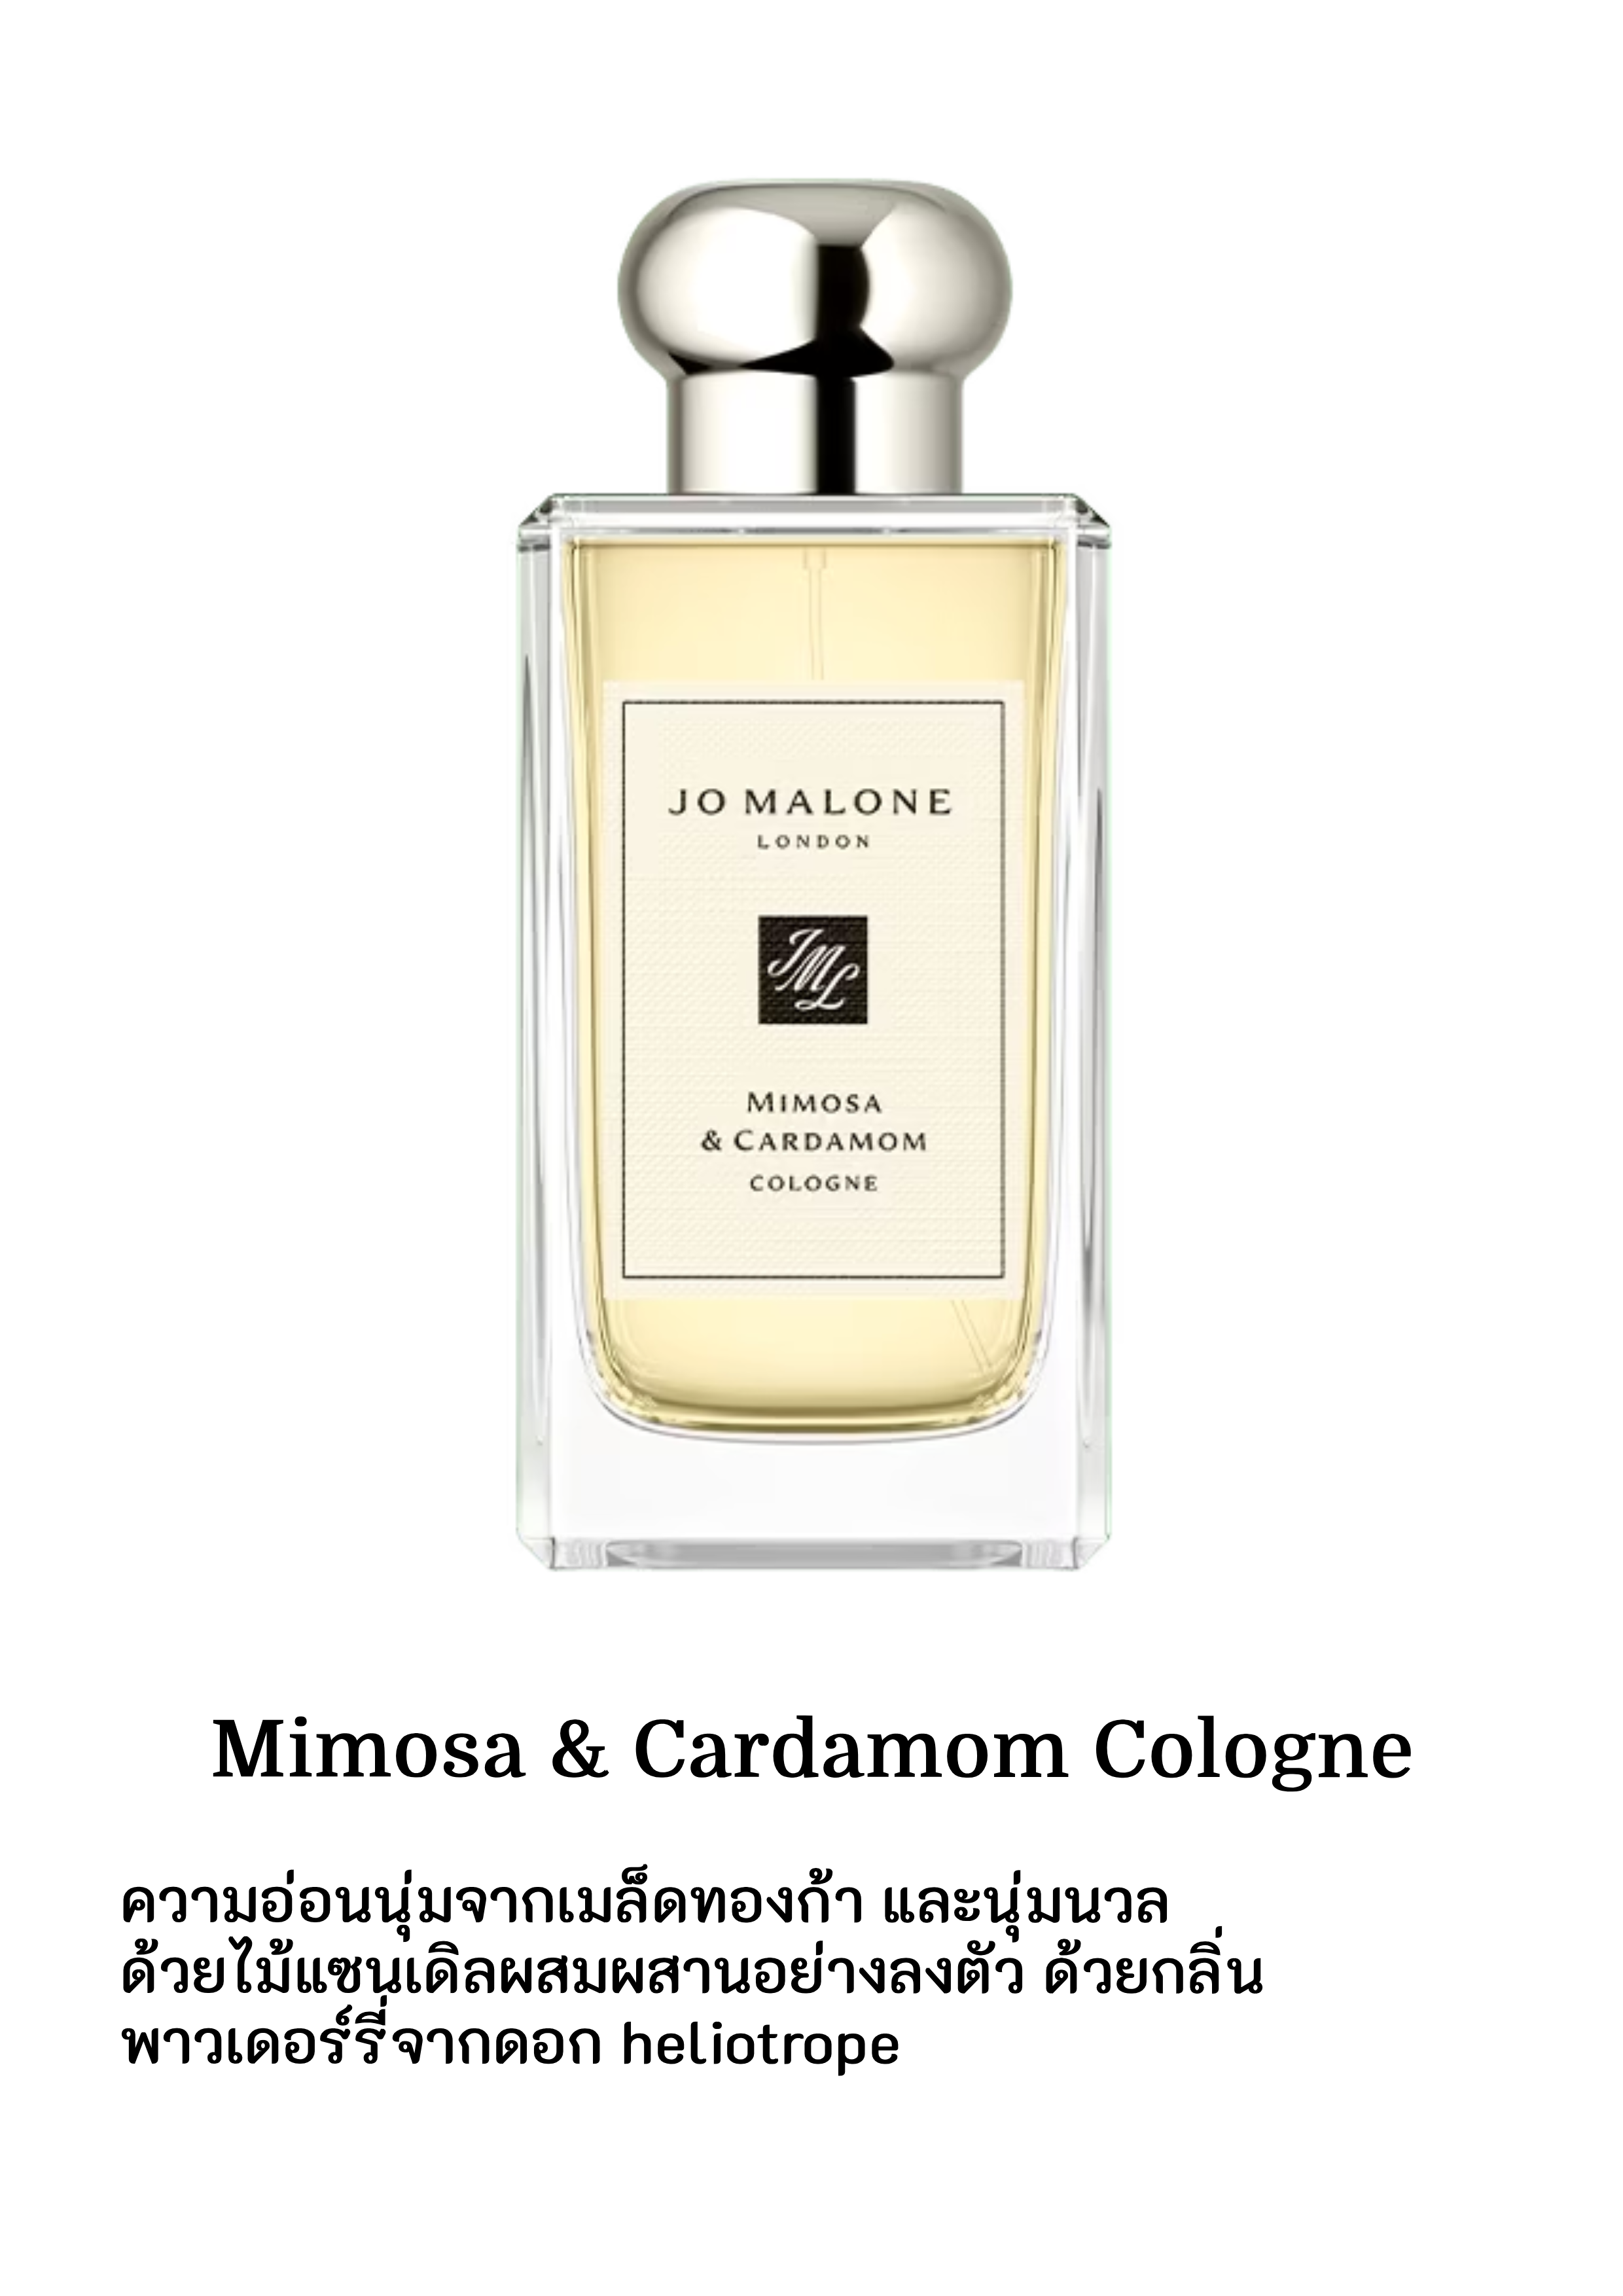 JO MALONE
LONDON
JML
MIMOSA
& CARDAMOM
COLOGNE
Mimosa & Cardamom Cologne
ความอ่อนนุ่มจากเมล็ดทองก้า และนุ่มนวล
ด้วยไม้แซนเดิลผสมผสานอย่างลงตัว ด้วยกลิ่น
พาวเดอร์รี่จากดอก heliotrope